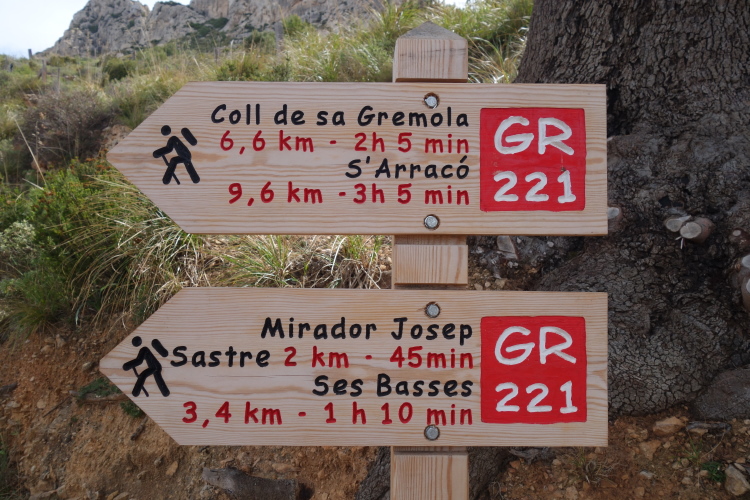 Coll de sa Gremola
6,6 km - 2h 5 min
S'Arracó
9,6 km - 3h 5 min
GR
221
Mirador Josep
Sastre 2 km - 45min
Ses Basses
3,4 km - 1 h 10 min
GR
221